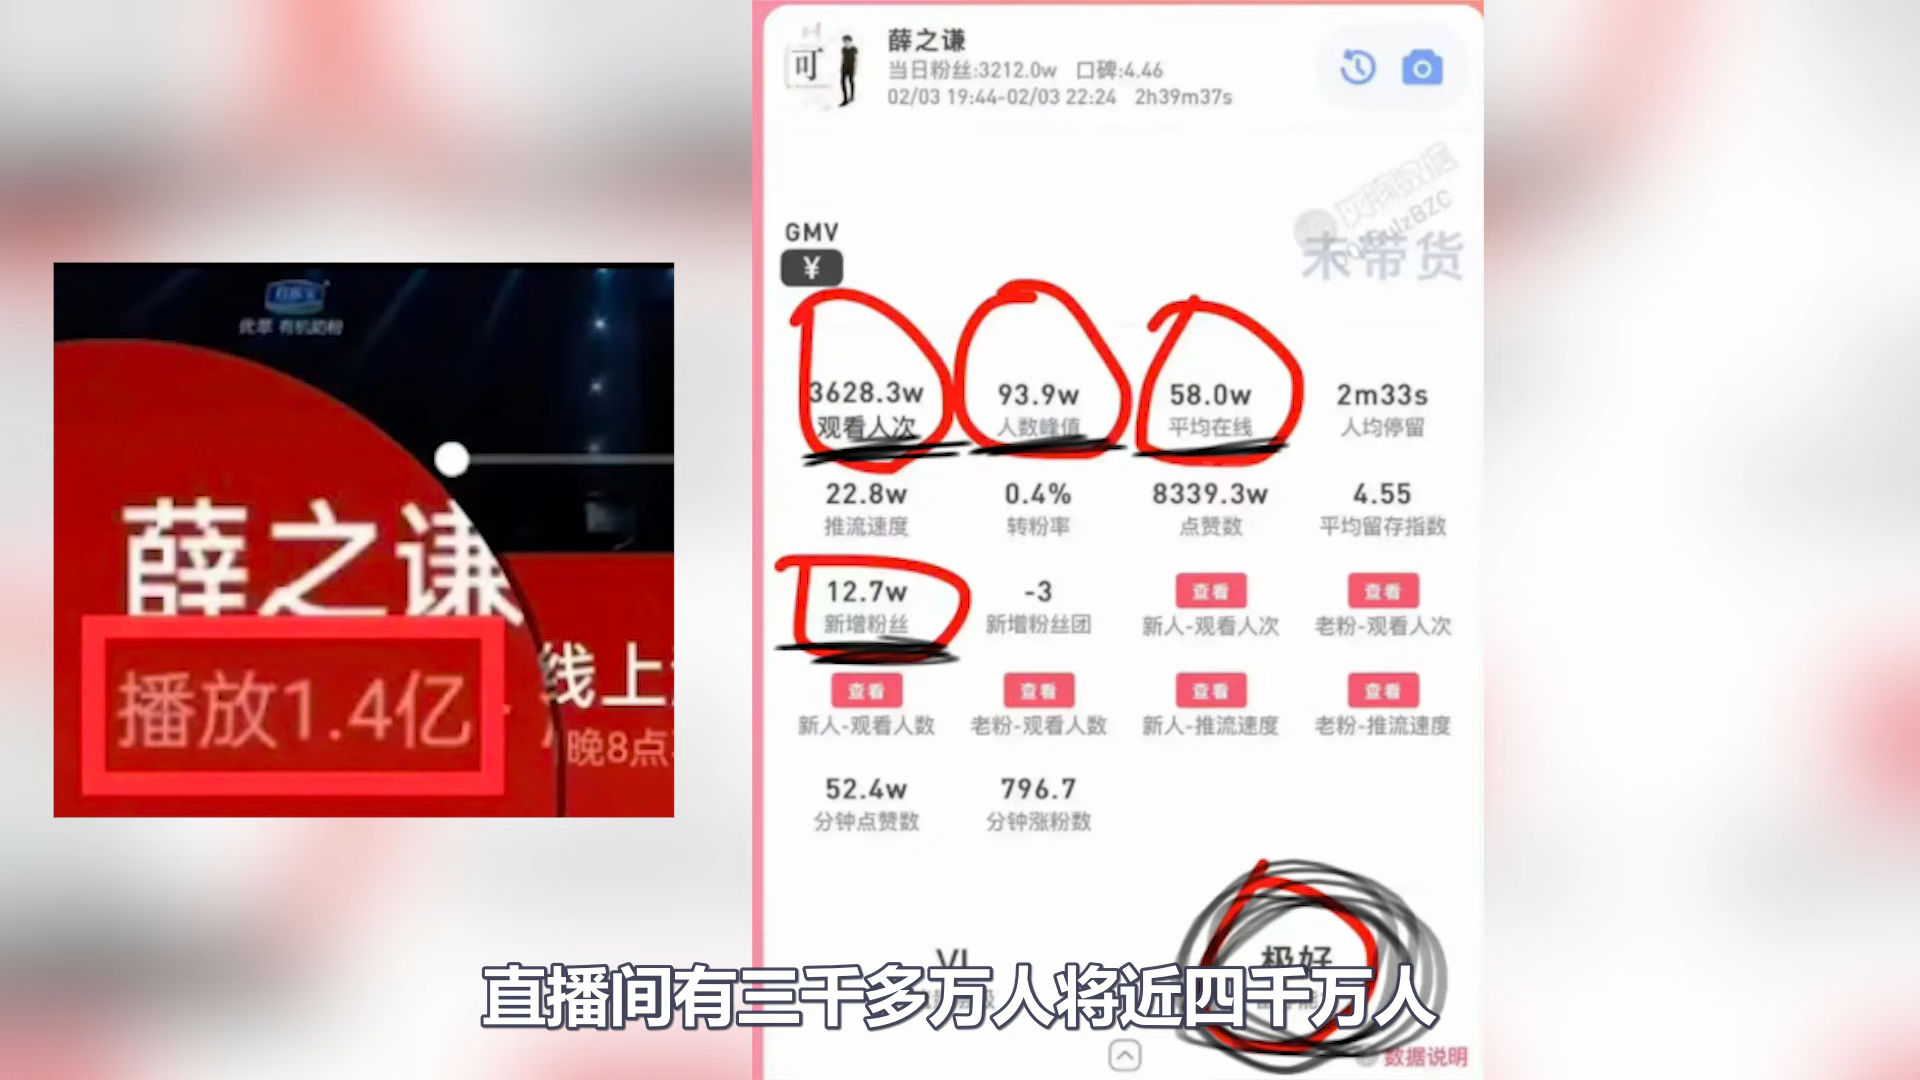 优萃 有机奶粉
薛之谦
播放1.4亿
线上
晚8点
可
薛之谦
当日粉丝:3212.0w 口碑:4.46
02/03 19:44-02/03 22:24 2h39m37s
GMV
¥
未带货
3628.3w 93.9w 58.0w 2m33s
观看人次 人数峰值 平均在线 人均停留
22.8w 0.4% 8339.3w 4.55
推流速度 转粉率 点赞数 平均留存指数
12.7w -3 查看 查看
新增粉丝 新增粉丝团 新人-观看人次 老粉-观看人次
查看 查看 查看 查看
新人-观看人数 老粉-观看人数 新人-推流速度 老粉-推流速度
52.4w 796.7
分钟点赞数 分钟涨粉数
极好
直播间有三千多万人将近四千万人
数据说明